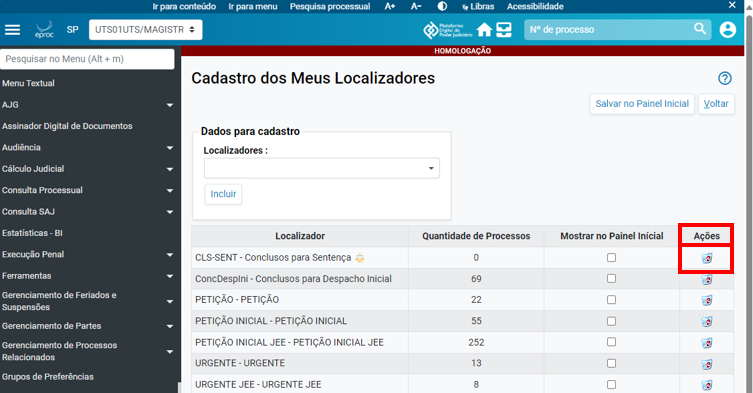 Ir para conteúdo Ir para menu Pesquisa processual A+ A- Libras Acessibilidade
eproc SP UTS01UTS/MAGISTR Plataforma Digital do Poder Judiciário Nº de processo
HOMOLOGAÇÃO
Pesquisar no Menu (Alt + m)
Menu Textual
AJG
Assinador Digital de Documentos
Audiência
Cálculo Judicial
Consulta Processual
Consulta SAJ
Estatísticas - BI
Execução Penal
Ferramentas
Gerenciamento de Feriados e
Suspensões
Gerenciamento de Partes
Gerenciamento de Processos
Relacionados
Grupos de Preferências
Cadastro dos Meus Localizadores
Salvar no Painel Inicial Voltar
Dados para cadastro
Localizadores :
Incluir
Localizador Quantidade de Processos Mostrar no Painel Inícial Ações
CLS-SENT - Conclusos para Sentença 0
ConcDespIni - Conclusos para Despacho Inicial 69
PETIÇÃO - PETIÇÃO 22
PETIÇÃO INICIAL - PETIÇÃO INICIAL 55
PETIÇÃO INICIAL JEE - PETIÇÃO INICIAL JEE 252
URGENTE - URGENTE 13
URGENTE JEE - URGENTE JEE 8